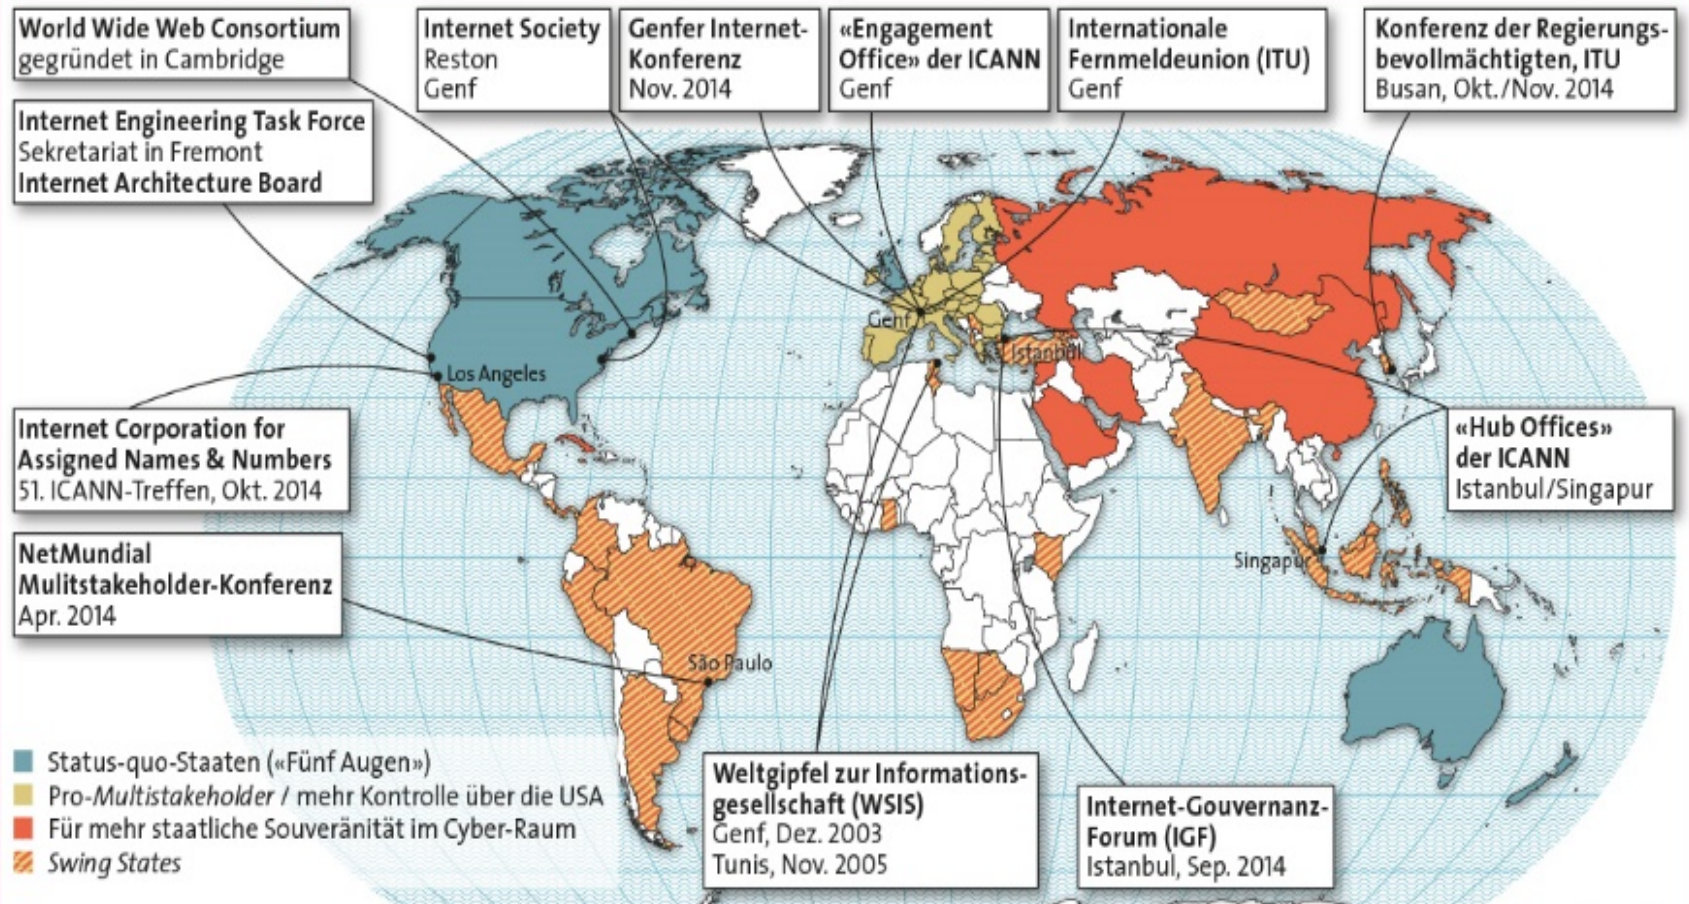 World Wide Web Consortium
gegründet in Cambridge
Internet Engineering Task Force
Sekretariat in Fremont
Internet Architecture Board
Internet Society
Reston
Genf
Genfer Internet-
Konferenz
Nov. 2014
«Engagement
Office» der ICANN
Genf
Internationale
Fernmeldeunion (ITU)
Genf
Konferenz der Regierungs-
bevollmächtigten, ITU
Busan, Okt./Nov. 2014
Genf
Istanbul
Los Angeles
Internet Corporation for
Assigned Names & Numbers
51. ICANN-Treffen, Okt. 2014
«Hub Offices»
der ICANN
Istanbul/Singapur
NetMundial
Mulitstakeholder-Konferenz
Apr. 2014
Singapur
São Paulo
Status-quo-Staaten («Fünf Augen»)
Pro-Multistakeholder / mehr Kontrolle über die USA
Für mehr staatliche Souveränität im Cyber-Raum
Swing States
Weltgipfel zur Informations-
gesellschaft (WSIS)
Genf, Dez. 2003
Tunis, Nov. 2005
Internet-Gouvernanz-
Forum (IGF)
Istanbul, Sep. 2014